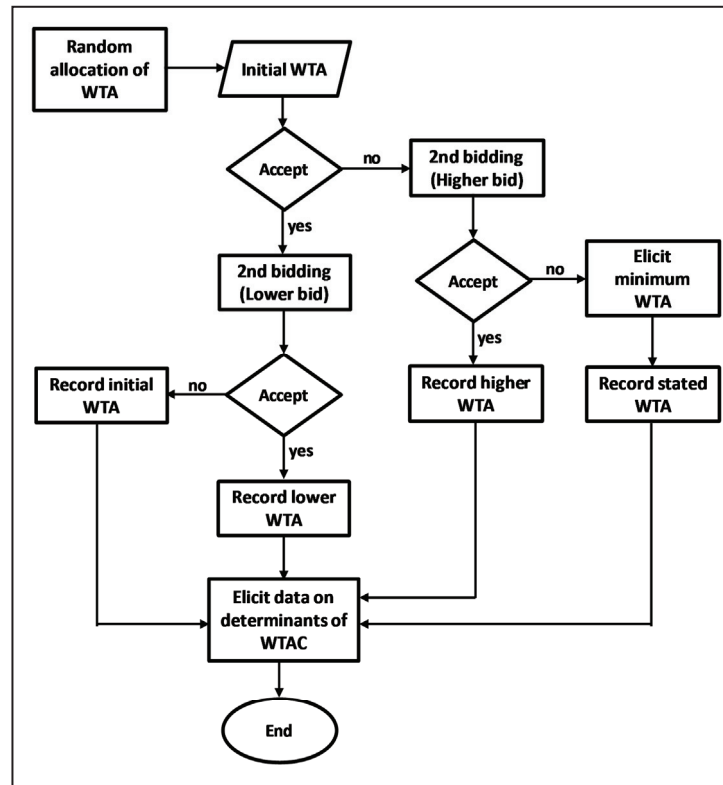 Random
allocation of
WTA
Initial WTA
Accept
no
2nd bidding
(Higher bid)
yes
2nd bidding
(Lower bid)
Accept
no
Elicit
minimum
WTA
yes
Record initial
WTA
no
Accept
Record higher
WTA
Record stated
WTA
yes
Record lower
WTA
Elicit data on
determinants of
WTAC
End